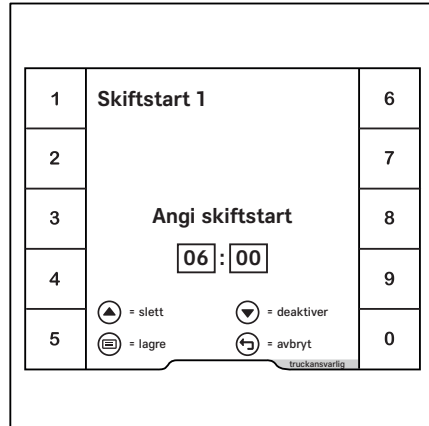 1 Skiftstart 1 6
2 7
3 Angi skiftstart 8
06 : 00
4 9
= slett = deaktiver
5 = lagre = avbryt 0
truckansvarlig